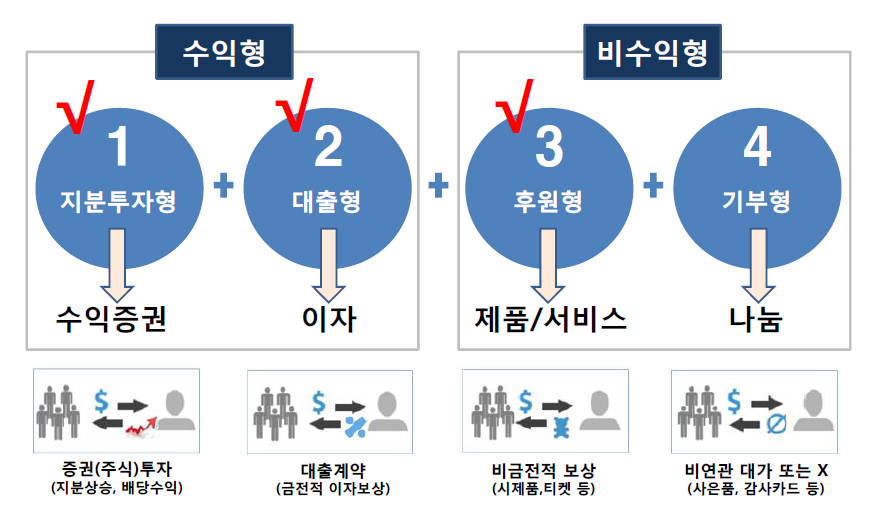 수익형
비수익형
√
√
√
1
2
3
4
지분투자형
+
대출형
+
후원형
+
기부형
수익증권
이자
제품/서비스
나눔
$
$
$
$
증권(주식)투자
(지분상승, 배당수익)
대출계약
(금전적 이자보상)
비금전적 보상
(시제품,티켓 등)
비연관 대가 또는 X
(사은품, 감사카드 등)